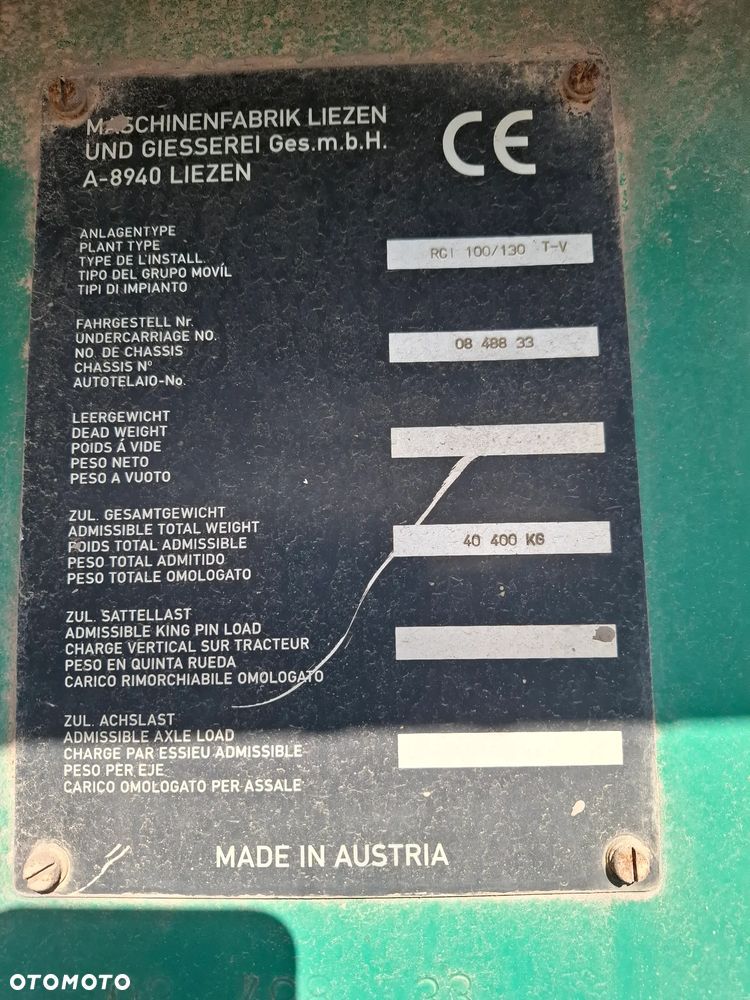 MASCHINENFABRIK LIEZEN
UND GIESSEREI Ges.m.b.H.
A-8940 LIEZEN
CE
ANLAGENTYPE
PLANT TYPE
TYPE DE L'INSTALL.
TIPO DEL GRUPO MOVÍL
TIPI DI IMPIANTO
RCI 100/130 T-V
FAHRGESTELL Nr.
UNDERCARRIAGE NO.
NO. DE CHASSIS
CHASSIS Nº
AUTOTELAIO-No.
08 488 33
LEERGEWICHT
DEAD WEIGHT
POIDS Á VIDE
PESO NETO
PESO A VUOTO
ZUL. GESAMTGEWICHT
ADMISSIBLE TOTAL WEIGHT
POIDS TOTAL ADMISSIBLE
PESO TOTAL ADMITIDO
PESO TOTALE OMOLOGATO
40 400 KG
ZUL. SATTELLAST
ADMISSIBLE KING PIN LOAD
CHARGE VERTICAL SUR TRACTEUR
PESO EN QUINTA RUEDA
CARICO RIMORCHIABILE OMOLOGATO
ZUL. ACHSLAST
ADMISSIBLE AXLE LOAD
CHARGE PAR ESSIEU ADMISSIBLE
PESO PER EJE
CARICO OMOLOGATO PER ASSALE
MADE IN AUSTRIA
OTOMOTO